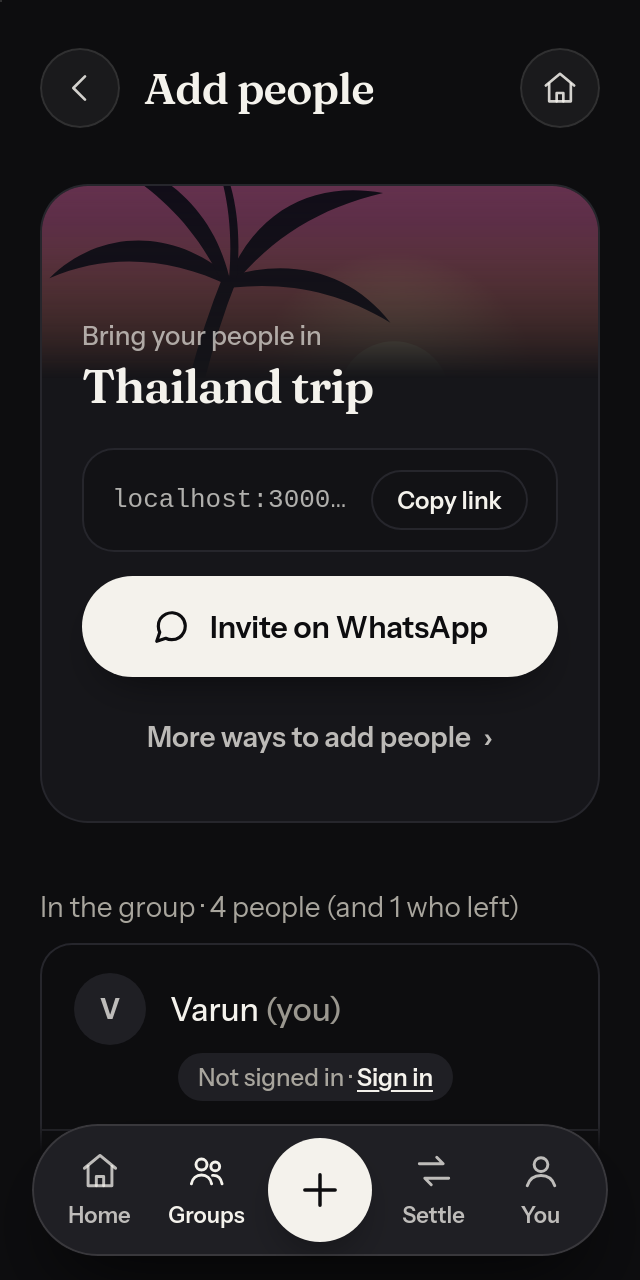 Add people
Bring your people in
Thailand trip
localhost:3000…
Copy link
Invite on WhatsApp
More ways to add people ›
In the group · 4 people (and 1 who left)
V
Varun (you)
Not signed in · Sign in
Home
Groups
Settle
You